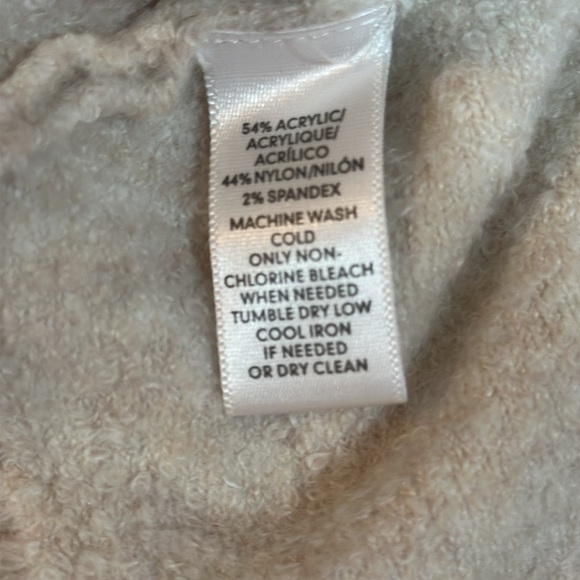 54% ACRYLIC/
ACRYLIQUE/
ACRÍLICO
44% NYLON/NILÓN
2% SPANDEX
MACHINE WASH
COLD
ONLY NON-
CHLORINE BLEACH
WHEN NEEDED
TUMBLE DRY LOW
COOL IRON
IF NEEDED
OR DRY CLEAN